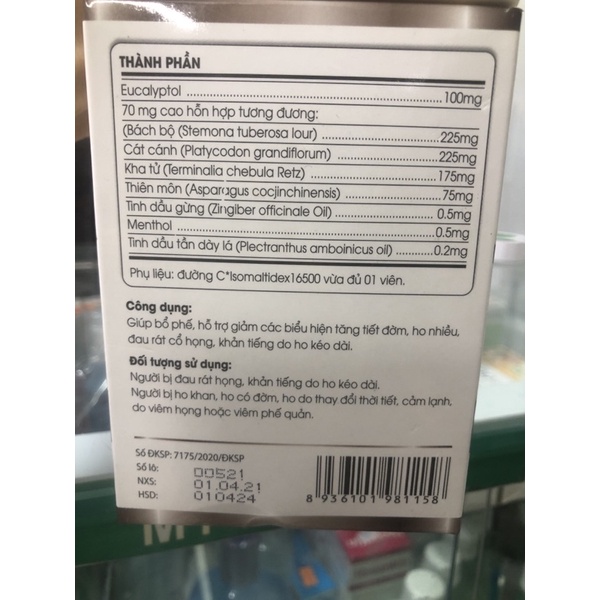 THÀNH PHẦN
Eucalyptol ........ 100mg
70 mg cao hỗn hợp tương đương:
(Bách bộ (Stemona tuberosa lour) ........ 225mg
Cát cánh (Platycodon grandiflorum) ........ 225mg
Kha tử (Terminalia chebula Retz) ........ 175mg
Thiên môn (Asparagus cocjinchinensis) ........ 75mg
Tinh dầu gừng (Zingiber officinale Oil) ........ 0.5mg
Menthol ........ 0.5mg
Tinh dầu tần dày lá (Plectranthus amboinicus oil) ........ 0.2mg
Phụ liệu: đường C*Isomaltidex16500 vừa đủ 01 viên.
Công dụng:
Giúp bổ phế, hỗ trợ giảm các biểu hiện tăng tiết đờm, ho nhiều,
đau rát cổ họng, khản tiếng do ho kéo dài.
Đối tượng sử dụng:
Người bị đau rát họng, khản tiếng do ho kéo dài.
Người bị ho khan, ho có đờm, ho do thay đổi thời tiết, cảm lạnh,
do viêm họng hoặc viêm phế quản.
Số ĐKSP: 7175/2020/ĐKSP
Số lô: 00521
NXS: 01.04.21
HSD: 010424
8 936101 981158